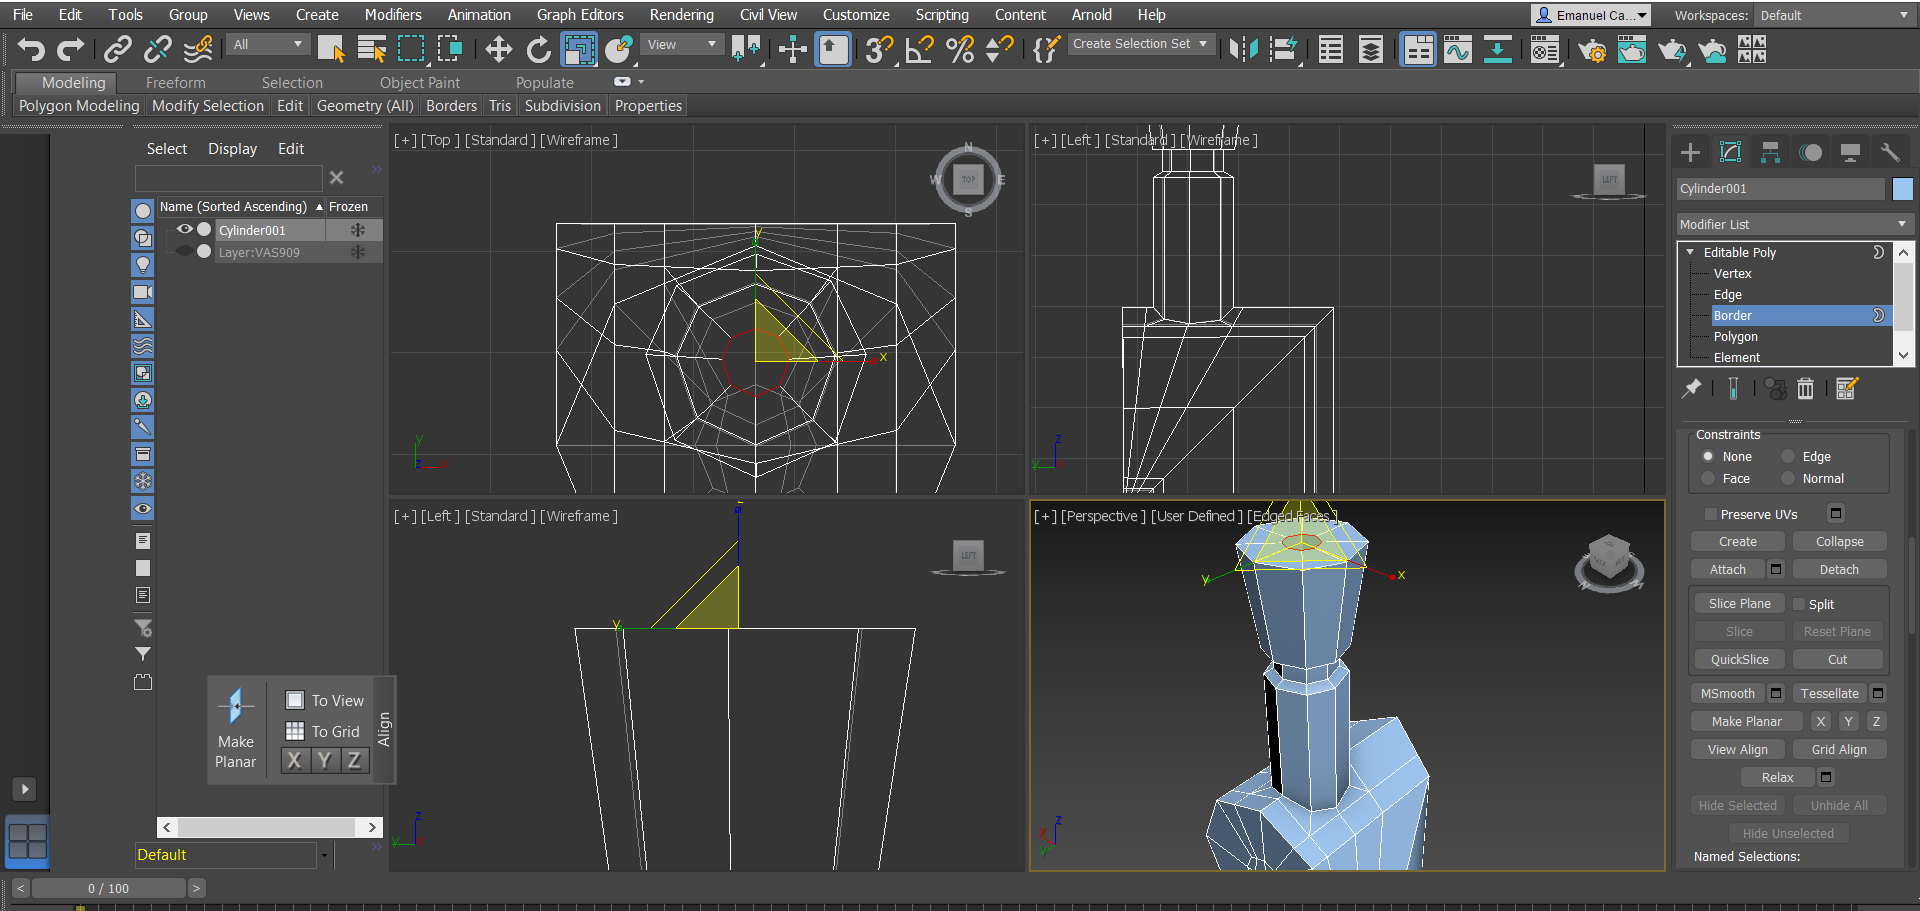 File Edit Tools Group Views Create Modifiers Animation Graph Editors Rendering Civil View Customize Scripting Content Arnold Help Emanuel Ca... Workspaces: Default
All View Create Selection Set
Modeling Freeform Selection Object Paint Populate
Polygon Modeling Modify Selection Edit Geometry (All) Borders Tris Subdivision Properties
Select Display Edit
Name (Sorted Ascending) Frozen
Cylinder001
Layer:VAS909
Make Planar
To View
To Grid
X Y Z
Align
Default
0 / 100
[+] [Top ] [Standard ] [Wireframe ]
N
W TOP E
S
y
x
y
z x
[+] [Left ] [Standard ] [Wireframe ]
LEFT
z
y
[+] [Left ] [Standard ] [Wireframe ]
LEFT
z
y
z
y x
[+] [Perspective ] [User Defined ] [Edged Faces ]
y x
z
x
y
Cylinder001
Modifier List
Editable Poly
Vertex
Edge
Border
Polygon
Element
Constraints
None Edge
Face Normal
Preserve UVs
Create Collapse
Attach Detach
Slice Plane Split
Slice Reset Plane
QuickSlice Cut
MSmooth Tessellate
Make Planar X Y Z
View Align Grid Align
Relax
Hide Selected Unhide All
Hide Unselected
Named Selections: